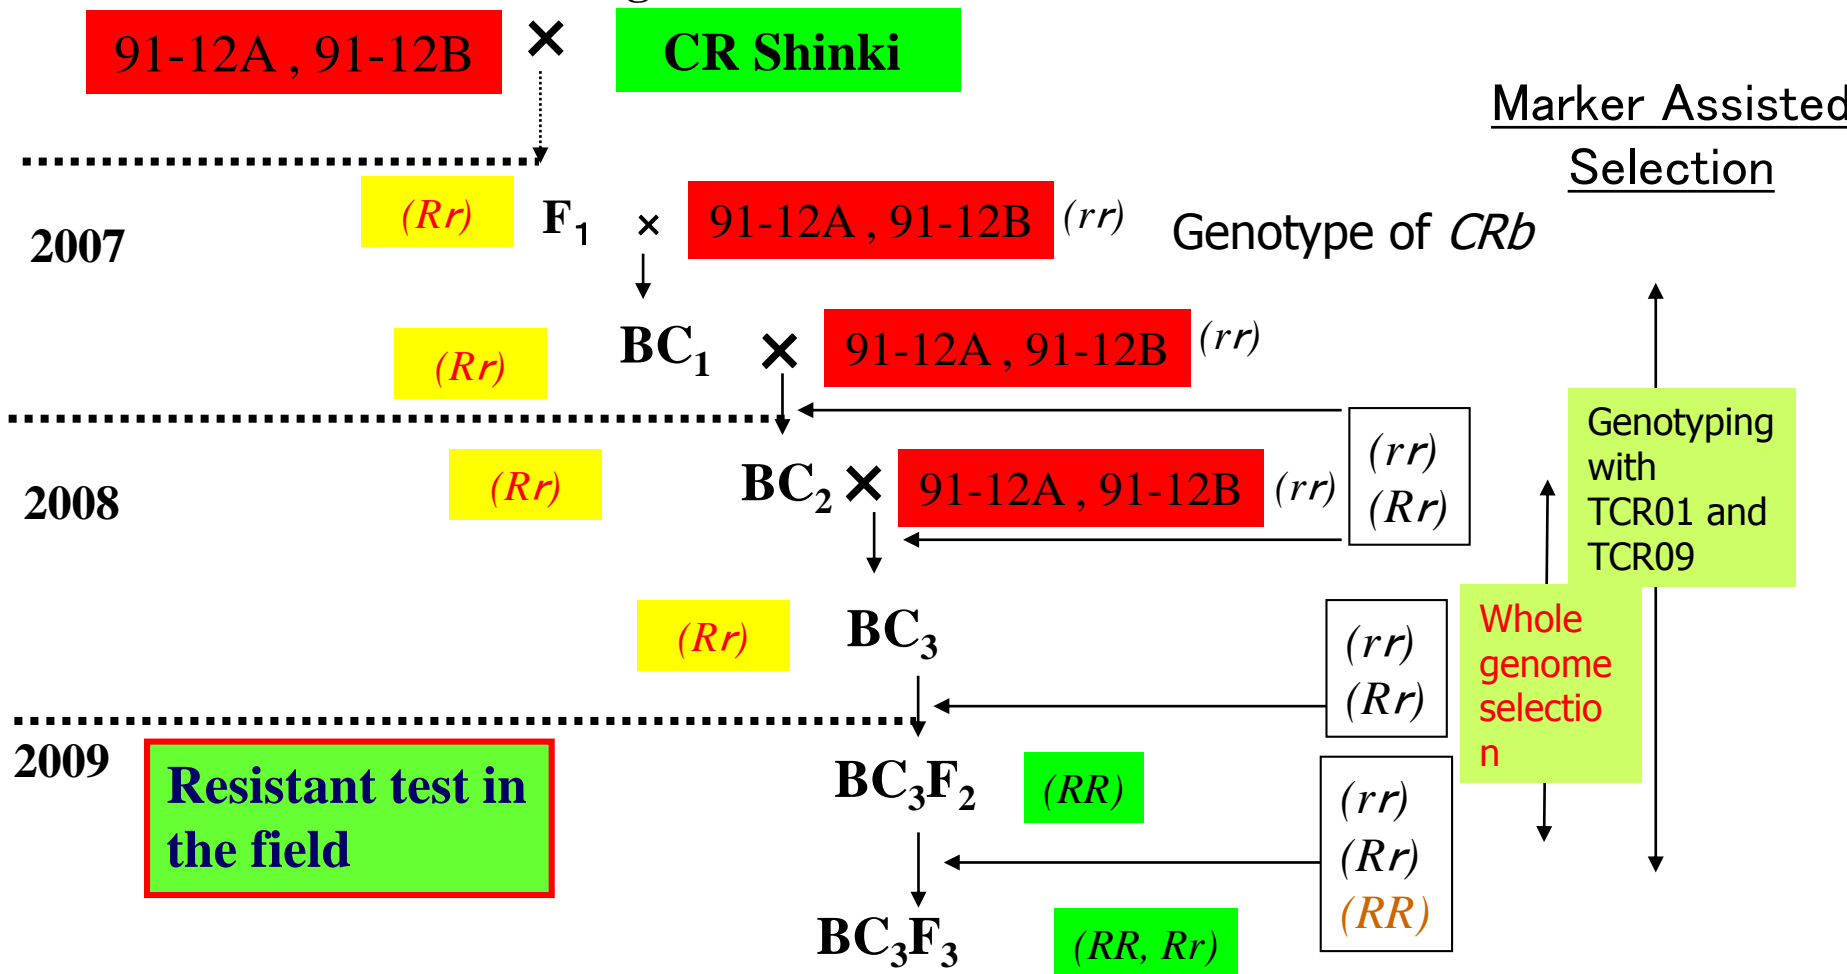 91-12A , 91-12B × CR Shinki
Marker Assisted
Selection
2007
(Rr) F1 × 91-12A , 91-12B (rr) Genotype of CRb
(Rr) BC1 × 91-12A , 91-12B (rr)
2008
(Rr) BC2 × 91-12A , 91-12B (rr)
(rr)
(Rr)
Genotyping
with
TCR01 and
TCR09
(Rr) BC3
(rr)
(Rr)
Whole
genome
selectio
n
2009
Resistant test in
the field
BC3F2 (RR)
(rr)
(Rr)
(RR)
BC3F3 (RR, Rr)